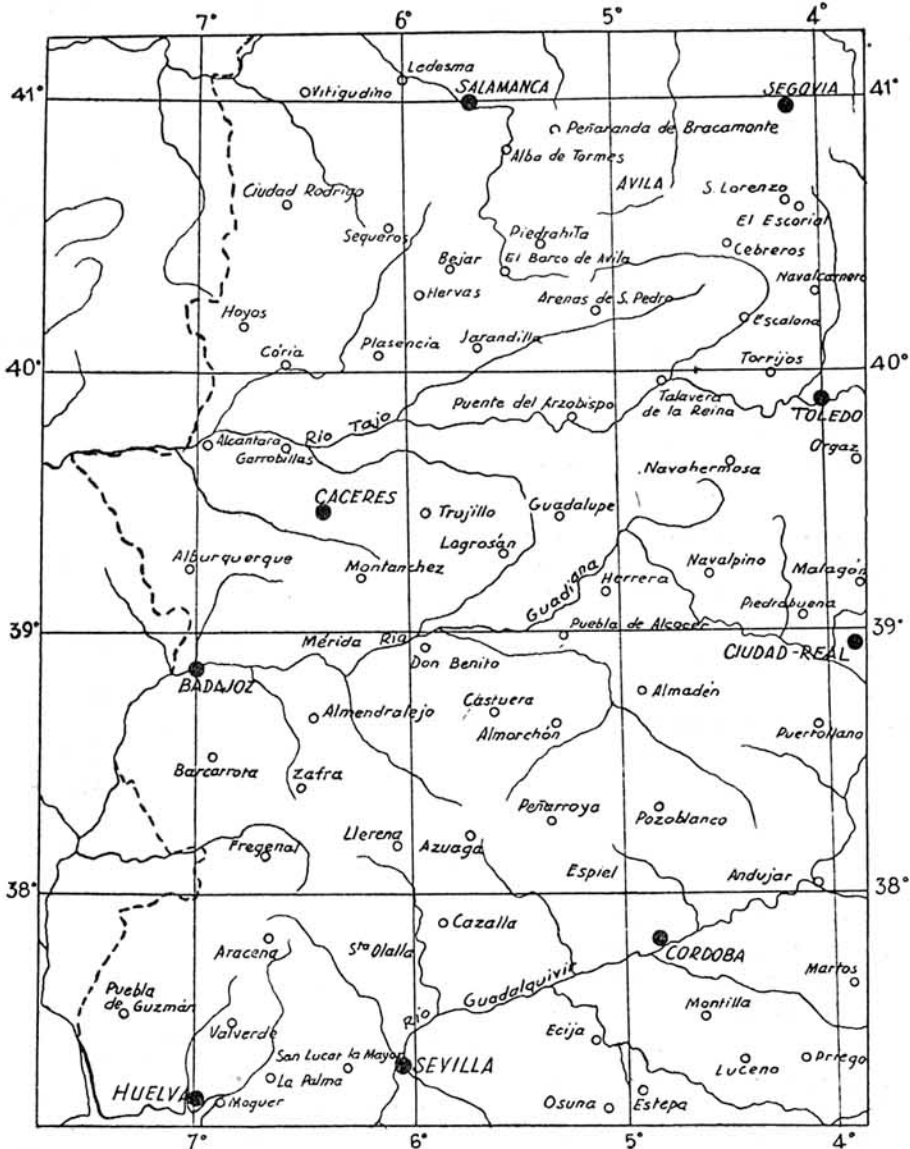 7° 6° 5° 4°
Ledesma
Vitigudino
SALAMANCA
SEGOVIA
41° 41°
Peñaranda de Bracamonte
Alba de Tormes
AVILA
S. Lorenzo
Ciudad Rodrigo
El Escorial
Sequeros
Piedrahita
Cebreros
Bejar
El Barco de Avila
Navalcarnero
Hervas
Arenas de S. Pedro
Hoyos
Escalona
Plasencia
Jarandilla
Cória
Torrijos
40° 40°
Puente del Arzobispo
Talavera
de la Reina
TOLEDO
Río Tajo
Alcantara
Garrobillas
Orgaz
Navahermosa
CACERES
Trujillo
Guadalupe
Logrosán
Alburquerque
Montanchez
Navalpino
Malagón
Guadiana
Herrera
Piedrabuena
Puebla de Alcocer
39° 39°
Mérida Rio
CIUDAD-REAL
Don Benito
BADAJOZ
Almadén
Castuera
Almendralejo
Almorchón
Puertollano
Barcarrota
Zafra
Peñarroya
Pozoblanco
Llerena
Azuaga
Fregenal
Espiel
Andujar
38° 38°
Cazalla
Aracena
Sta Olalla
CORDOBA
Martos
Puebla
de Guzmán
Río Guadalquivir
Montilla
Valverde
Ecija
San Lucar la Mayor
SEVILLA
Luceno
Priego
La Palma
HUELVA
Moguer
Osuna
Estepa
7° 6° 5° 4°